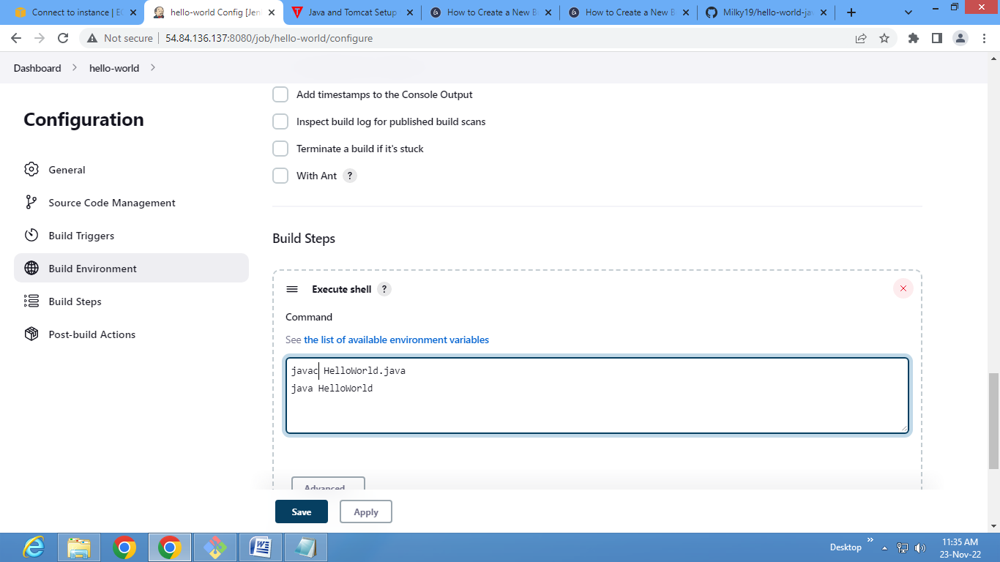 Connect to instance | EC
hello-world Config [Jen
Java and Tomcat Setup
How to Create a New B
How to Create a New B
Milky19/hello-world-jav
Not secure
54.84.136.137:8080/job/hello-world/configure
Dashboard
hello-world
Configuration
General
Source Code Management
Build Triggers
Build Environment
Build Steps
Post-build Actions
Add timestamps to the Console Output
Inspect build log for published build scans
Terminate a build if it's stuck
With Ant ?
Build Steps
Execute shell ?
Command
See the list of available environment variables
javac HelloWorld.java
java HelloWorld
Advanced...
Save
Apply
Desktop
11:35 AM
23-Nov-22